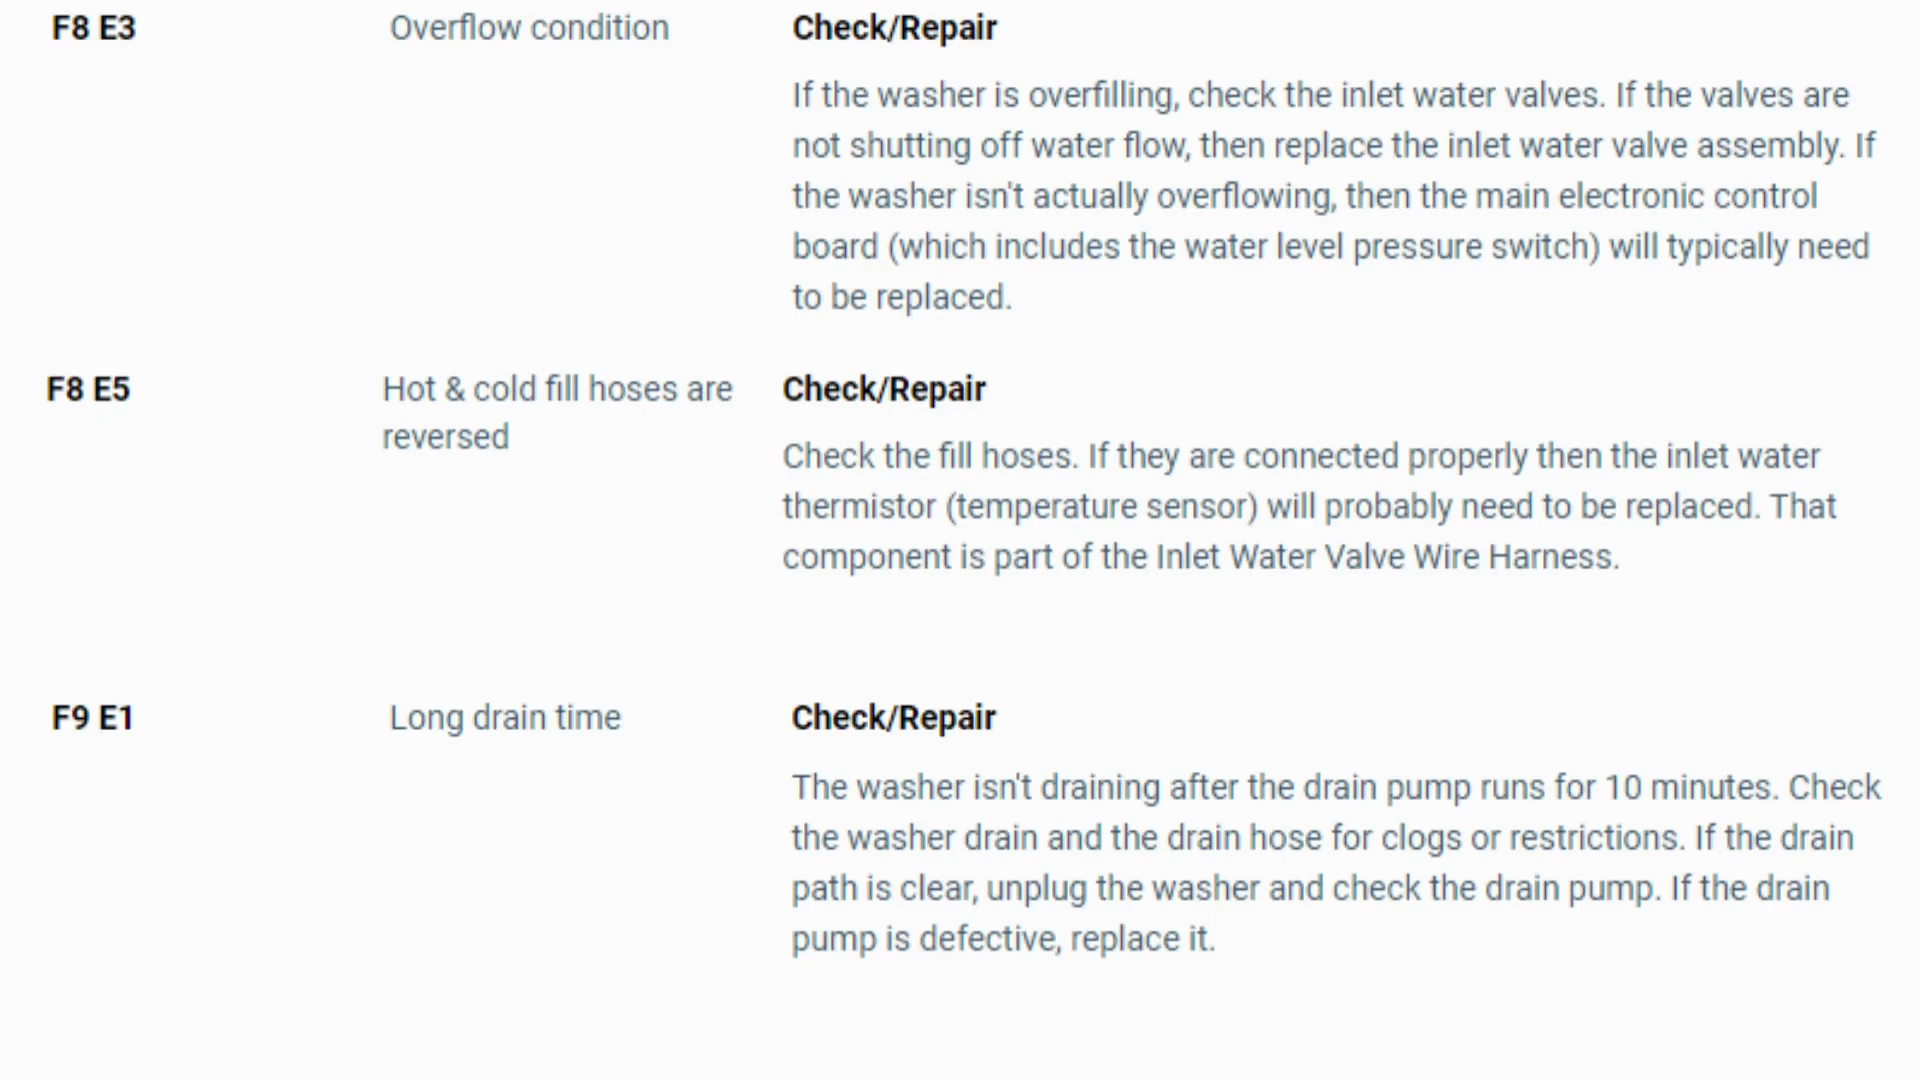 F8 E3
Overflow condition
Check/Repair
If the washer is overfilling, check the inlet water valves. If the valves are
not shutting off water flow, then replace the inlet water valve assembly. If
the washer isn't actually overflowing, then the main electronic control
board (which includes the water level pressure switch) will typically need
to be replaced.
F8 E5
Hot & cold fill hoses are
reversed
Check/Repair
Check the fill hoses. If they are connected properly then the inlet water
thermistor (temperature sensor) will probably need to be replaced. That
component is part of the Inlet Water Valve Wire Harness.
F9 E1
Long drain time
Check/Repair
The washer isn't draining after the drain pump runs for 10 minutes. Check
the washer drain and the drain hose for clogs or restrictions. If the drain
path is clear, unplug the washer and check the drain pump. If the drain
pump is defective, replace it.